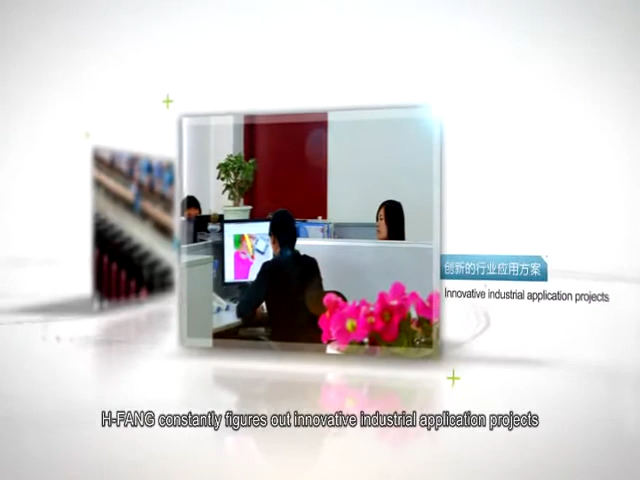 创新的行业应用方案
Innovative industrial application projects
H-FANG constantly figures out innovative industrial application projects